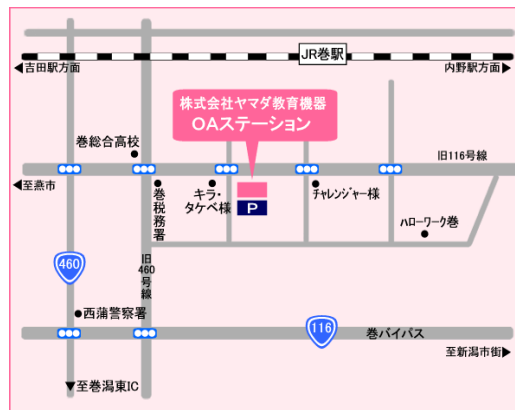 JR巻駅
◀吉田駅方面
内野駅方面▶
株式会社ヤマダ教育機器
OAステーション
巻総合高校
旧116号線
◀至燕市
巻税務署
キラ・
タケベ様
P
チャレンジャー様
ハローワーク巻
460
旧460号線
西蒲警察署
116
巻バイパス
至新潟市街▶
▼至巻潟東IC